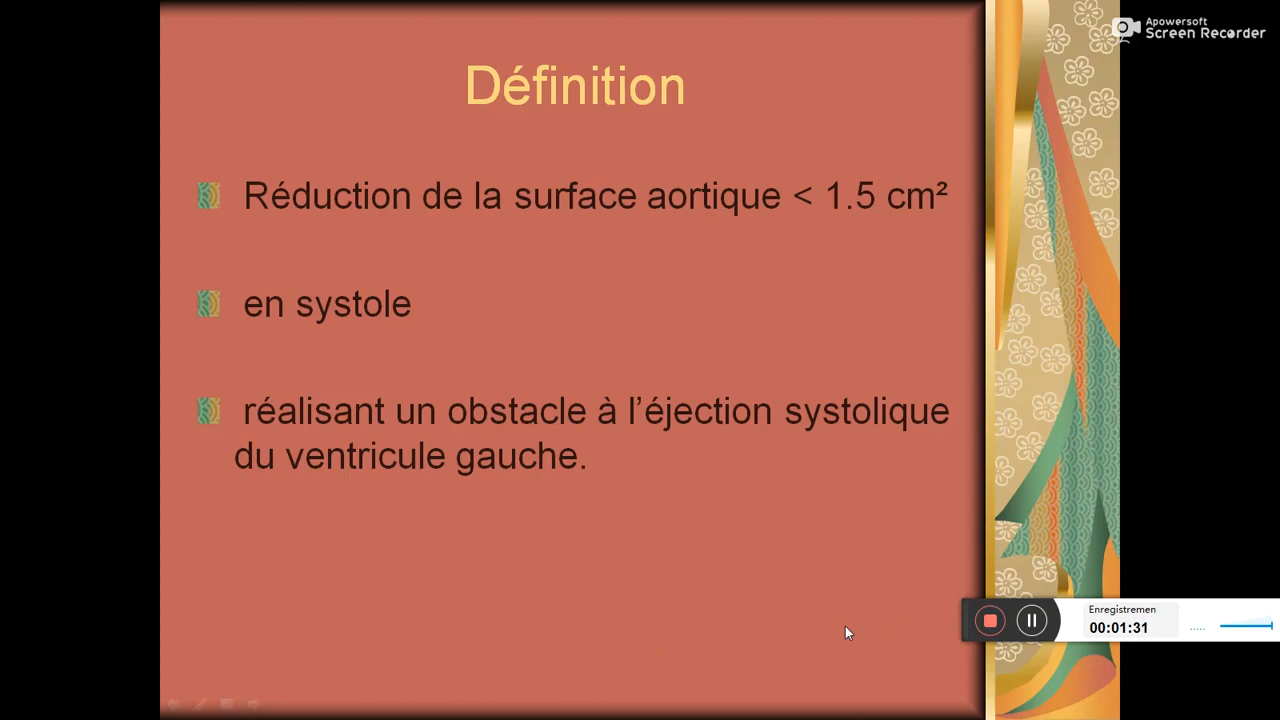 Apowersoft
Screen Recorder
Définition
Réduction de la surface aortique < 1.5 cm²
en systole
réalisant un obstacle à l’éjection systolique
du ventricule gauche.
Enregistremen
00:01:31